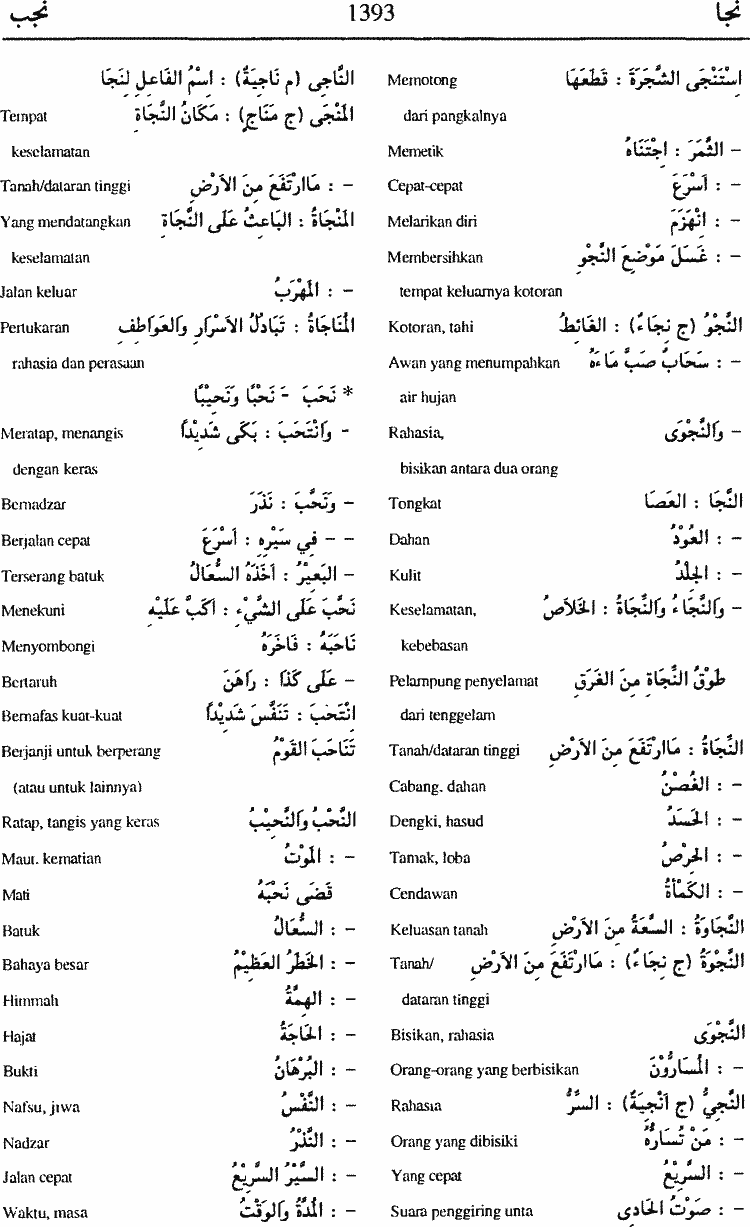 نجا 1393 نحب
اِسْتَنْجَى الشَّجَرَةَ : قَطَعَهَا Memotong
dari pangkalnya
– الثَّمَرَ : اِجْتَنَاهُ Memetik
– : اَسْرَعَ Cepat-cepat
– : اِنْهَزَمَ Melarikan diri
– : غَسَلَ مَوْضِعَ النَّجْوِ Membersihkan
tempat keluarnya kotoran
النَّجْوُ (ج نِجَاءٌ) : الغَائِطُ Kotoran, tahi
– : سَحَابٌ صَبَّ مَاءَهُ Awan yang menumpahkan
air hujan
– وَالنَّجْوَى Rahasia,
bisikan antara dua orang
النَّجَا : العَصَا Tongkat
– : العُوْدُ Dahan
– : الجِلْدُ Kulit
– وَالنَّجَاءُ وَالنَّجَاةُ : الخَلاَصُ Keselamatan,
kebebasan
طَوْقُ النَّجَاةِ مِنَ الغَرَقِ Pelampung penyelamat
dari tenggelam
النَّجَاةُ : مَاارْتَفَعَ مِنَ الاَرْضِ Tanah/dataran tinggi
– : الغُصْنُ Cabang. dahan
– : الحَسَدُ Dengki, hasud
– : الحِرْصُ Tamak, loba
– : الكَمْأَةُ Cendawan
النَّجَاوَةُ : السَّعَةُ مِنَ الاَرْضِ Keluasan tanah
النَّجْوَةُ (ج نِجَاءٌ) : مَاارْتَفَعَ مِنَ الاَرْضِ Tanah/
dataran tinggi
النَّجْوَى Bisikan, rahasia
– : المُسَارُّوْنَ Orang-orang yang berbisikan
النَّجِيُّ (ج اَنْجِيَةٌ) : السِّرُّ Rahasia
– : مَنْ تُسَارُّهُ Orang yang dibisiki
– : السَّرِيْعُ Yang cepat
– : صَوْتُ الحَادِى Suara penggiring unta
النَّاجِى (م نَاجِيَةٌ) : اِسْمُ الفَاعِلِ لِنَجَا
المَنْجَى (ج مَنَاجٍ) : مَكَانُ النَّجَاةِ Tempat
keselamatan
– : مَاارْتَفَعَ مِنَ الاَرْضِ Tanah/dataran tinggi
المَنْجَاةُ : البَاعِثُ عَلَى النَّجَاةِ Yang mendatangkan
keselamatan
– : المَهْرَبُ Jalan keluar
المُنَاجَاةُ : تَبَادُلُ الاَسْرَارِ وَالعَوَاطِفِ Pertukaran
rahasia dan perasaan
* نَحَبَ – نَحْبًا وَنَحِيْبًا
– وَانْتَحَبَ : بَكَى شَدِيْدًا Meratap, menangis
dengan keras
– وَنَحَّبَ : نَذَرَ Bernadzar
– – فِي سَيْرِهِ : اَسْرَعَ Berjalan cepat
– البَعِيْرُ : اَخَذَهُ السُّعَالُ Terserang batuk
نَحَّبَ عَلَى الشَّيْءِ : اَكَبَّ عَلَيْهِ Menekuni
نَاحَبَهُ : فَاخَرَهُ Menyombongi
– عَلَى كَذَا : رَاهَنَ Bertaruh
اِنْتَحَبَ : تَنَفَّسَ شَدِيْدًا Bernafas kuat-kuat
تَنَاحَبَ القَوْمُ Berjanji untuk berperang
(atau untuk lainnya)
النَّحْبُ وَالنَّحِيْبُ Ratap, tangis yang keras
– : المَوْتُ Maut. kematian
قَضَى نَحْبَهُ Mati
– : السُّعَالُ Batuk
– : الخَطَرُ العَظِيْمُ Bahaya besar
– : الهِمَّةُ Himmah
– : الحَاجَةُ Hajat
– : البُرْهَانُ Bukti
– : النَّفْسُ Nafsu, jiwa
– : النَّذْرُ Nadzar
– : السَّيْرُ السَّرِيْعُ Jalan cepat
– : المُدَّةُ وَالوَقْتُ Waktu, masa